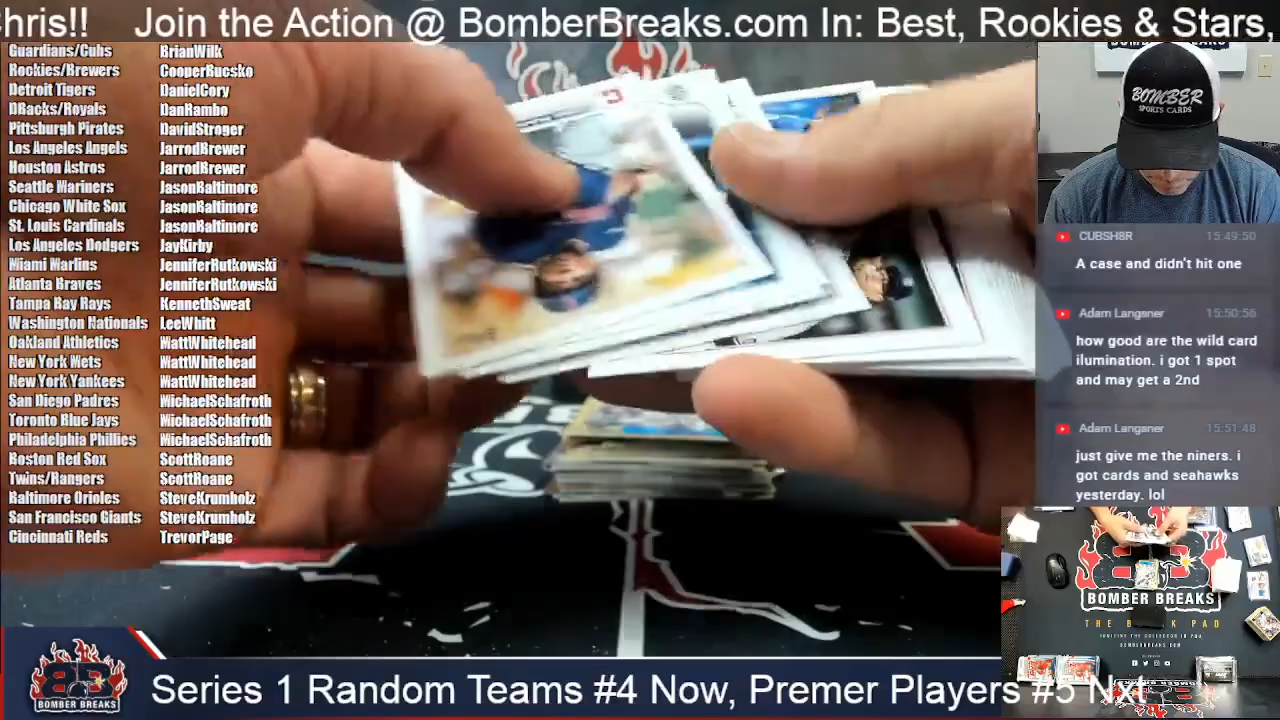 Chris!! Join the Action @ BomberBreaks.com In: Best, Rookies & Stars,
Guardians/Cubs BrianWilk
Rockies/Brewers CooperRucsko
Detroit Tigers DanielCory
DBacks/Royals DanRambo
Pittsburgh Pirates DavidStroger
Los Angeles Angels JarrodBrewer
Houston Astros JarrodBrewer
Seattle Mariners JasonBaltimore
Chicago White Sox JasonBaltimore
St. Louis Cardinals JasonBaltimore
Los Angeles Dodgers JayKirby
Miami Marlins JenniferRutkowski
Atlanta Braves JenniferRutkowski
Tampa Bay Rays KennethSweat
Washington Nationals LeeWhitt
Oakland Athletics MattWhitehead
New York Mets MattWhitehead
New York Yankees MattWhitehead
San Diego Padres MichaelSchafroth
Toronto Blue Jays MichaelSchafroth
Philadelphia Phillies MichaelSchafroth
Boston Red Sox ScottRoane
Twins/Rangers ScottRoane
Baltimore Orioles SteveKrumholz
San Francisco Giants SteveKrumholz
Cincinnati Reds TrevorPage
BOMBER
SPORTS CARDS
CUBSH8R 15:49:50
A case and didn't hit one
Adam Langsner 15:50:56
how good are the wild card
ilumination. i got 1 spot
and may get a 2nd
Adam Langsner 15:51:48
just give me the niners. i
got cards and seahawks
yesterday. lol
BOMBER BREAKS
BOMBERBREAKS.COM
BOMBER BREAKS
Series 1 Random Teams #4 Now, Premer Players #5 Nxt